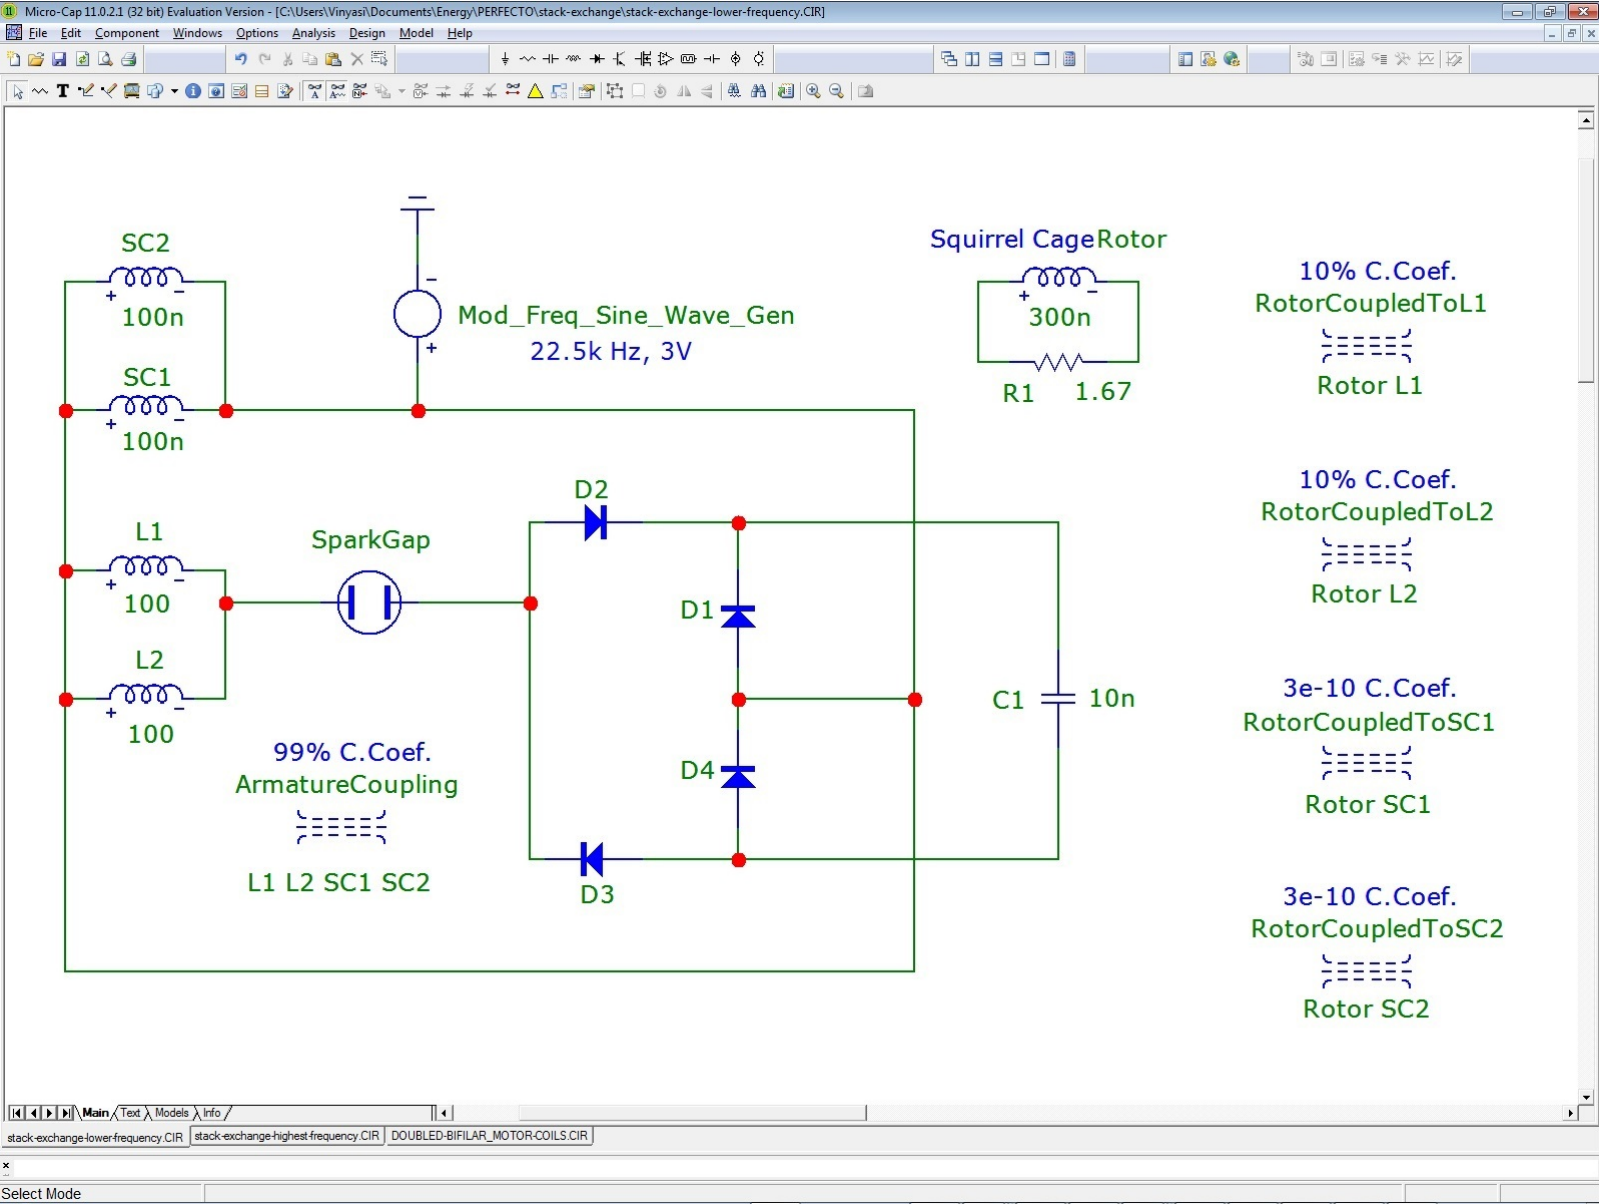 Micro-Cap 11.0.2.1 (32 bit) Evaluation Version - [C:\Users\Vinyasi\Documents\Energy\PERFECTO\stack-exchange\stack-exchange-lower-frequency.CIR]
File Edit Component Windows Options Analysis Design Model Help
SC2
100n
SC1
100n
Mod_Freq_Sine_Wave_Gen
22.5k Hz, 3V
Squirrel CageRotor
300n
R1 1.67
10% C.Coef.
RotorCoupledToL1
Rotor L1
L1
100
L2
100
SparkGap
D2
D1
D4
D3
C1 10n
99% C.Coef.
ArmatureCoupling
L1 L2 SC1 SC2
10% C.Coef.
RotorCoupledToL2
Rotor L2
3e-10 C.Coef.
RotorCoupledToSC1
Rotor SC1
3e-10 C.Coef.
RotorCoupledToSC2
Rotor SC2
Main Text Models Info
stack-exchange-lower-frequency.CIR stack-exchange-highest-frequency.CIR DOUBLED-BIFILAR_MOTOR-COILS.CIR
Select Mode